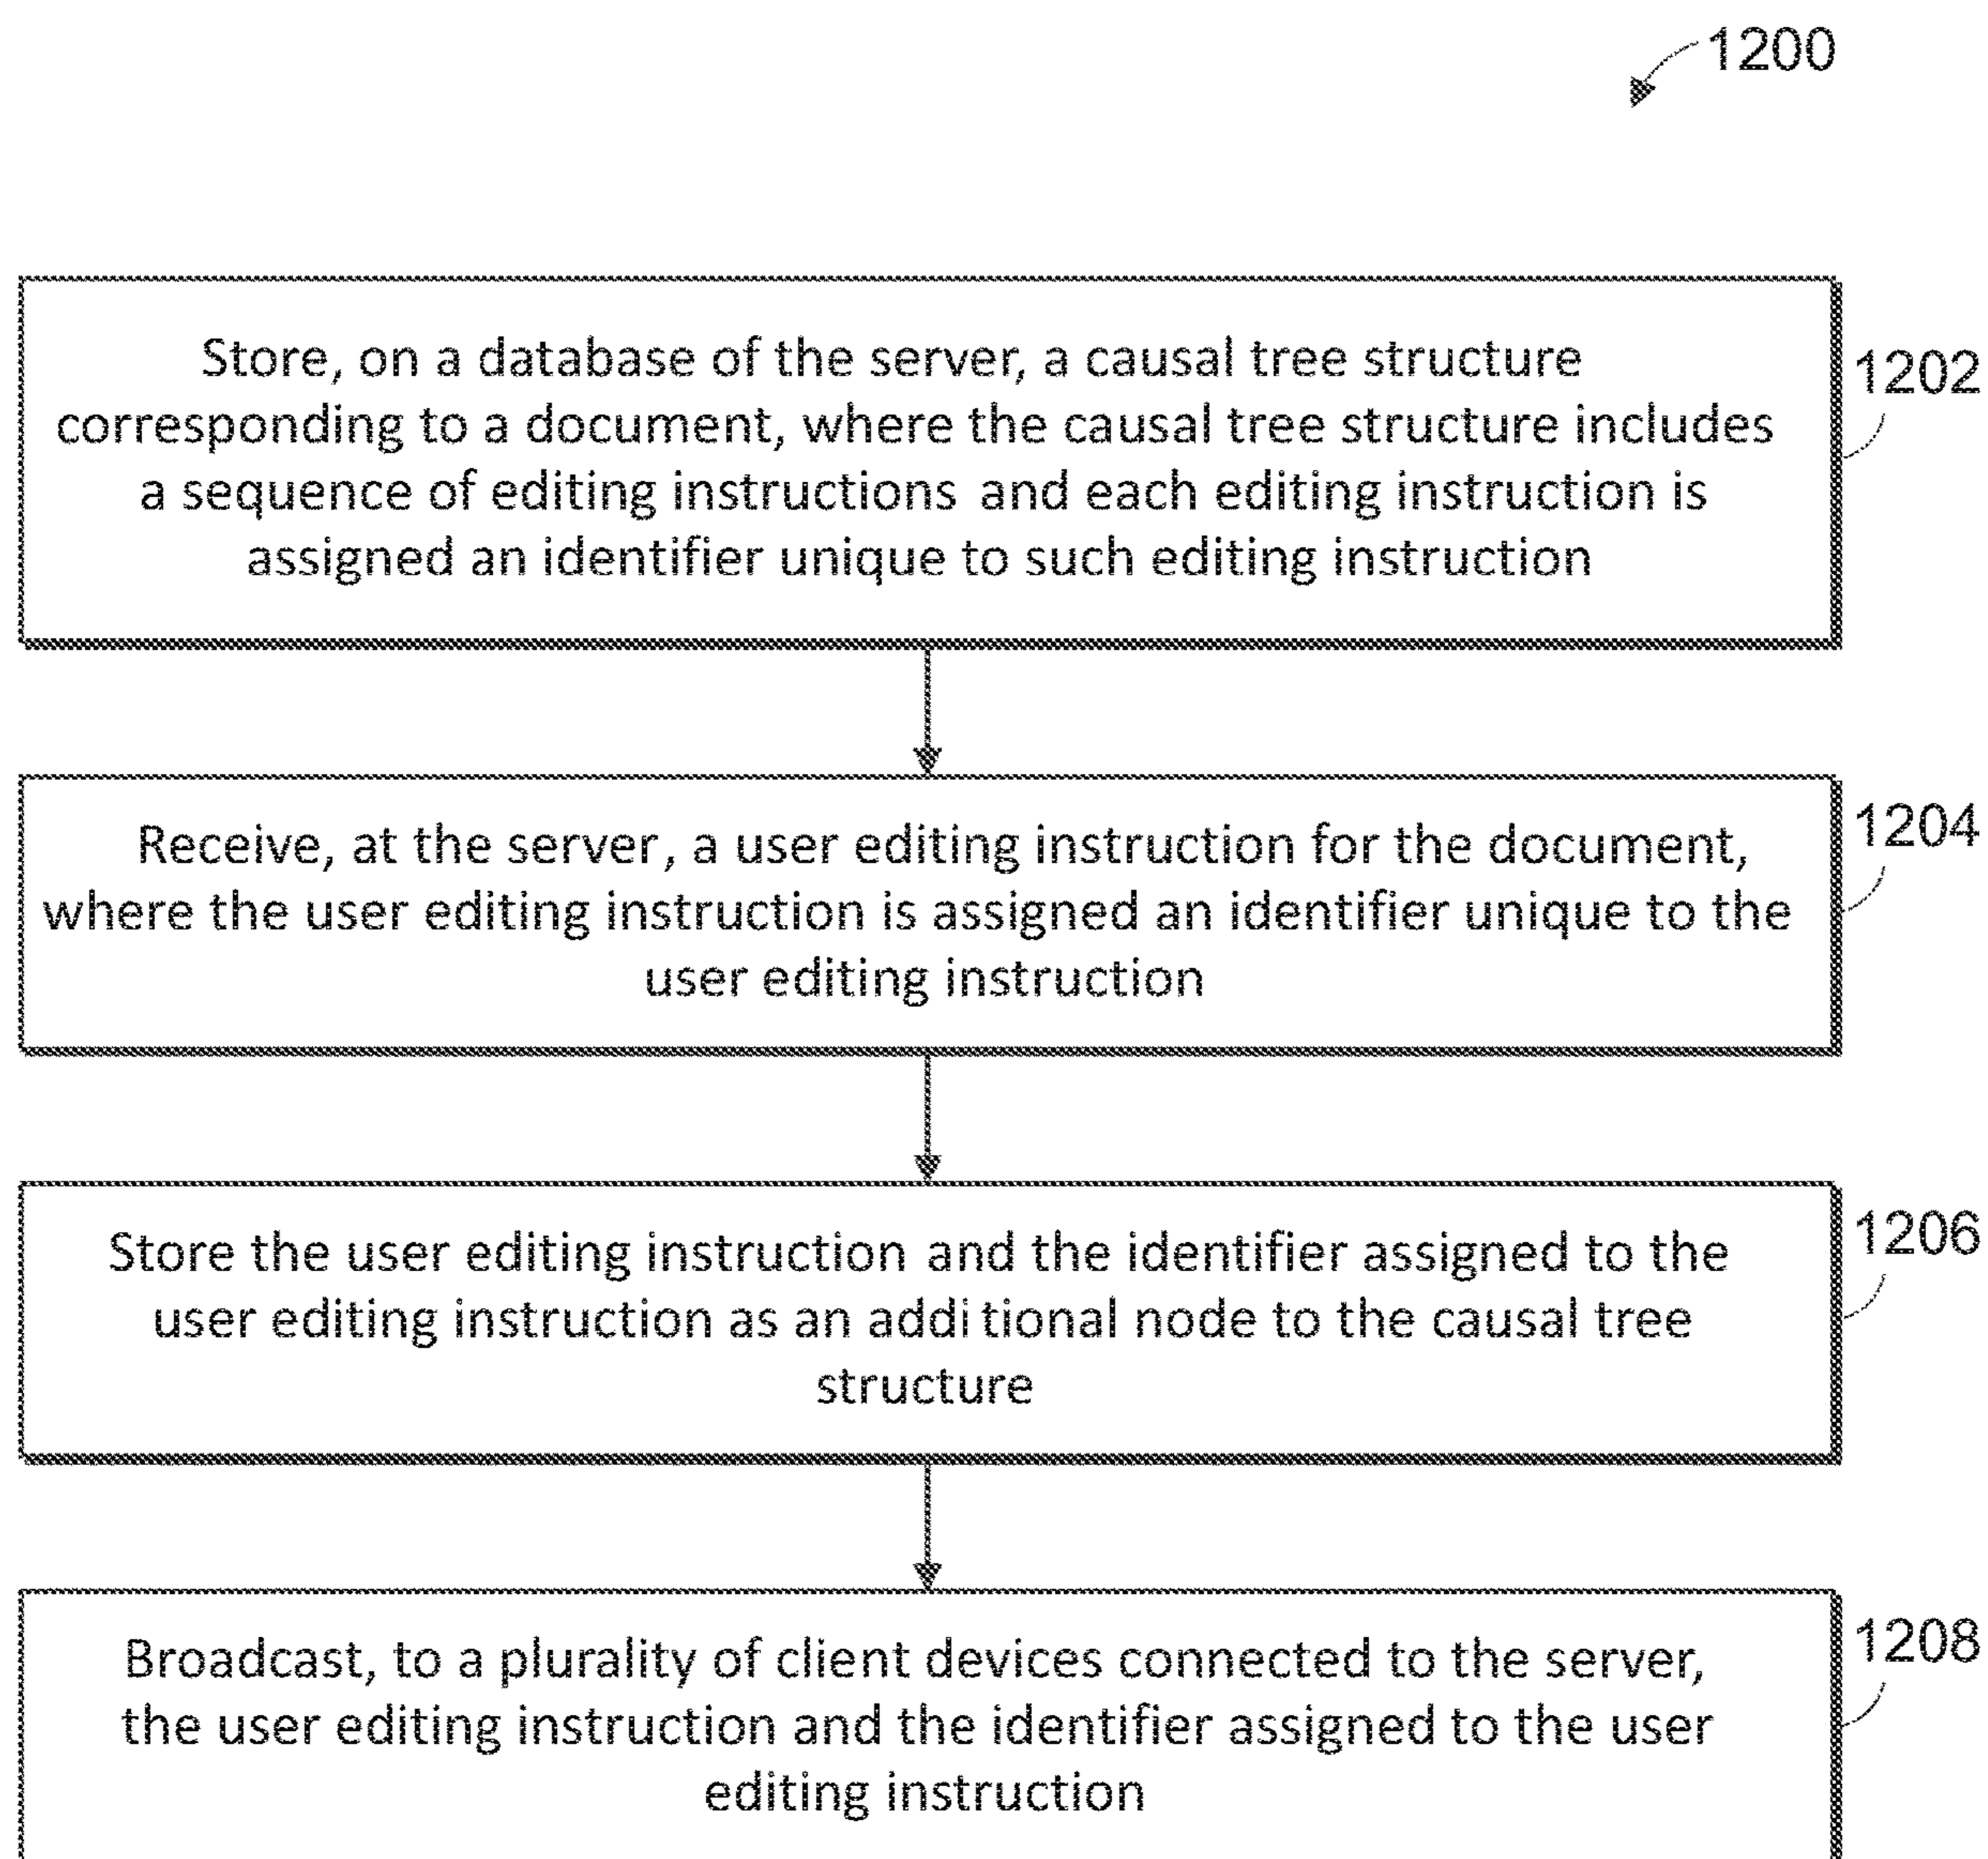 1200
Store, on a database of the server, a causal tree structure
corresponding to a document, where the causal tree structure includes
a sequence of editing instructions and each editing instruction is
assigned an identifier unique to such editing instruction
1202
Receive, at the server, a user editing instruction for the document,
where the user editing instruction is assigned an identifier unique to the
user editing instruction
1204
Store the user editing instruction and the identifier assigned to the
user editing instruction as an additional node to the causal tree
structure
1206
Broadcast, to a plurality of client devices connected to the server,
the user editing instruction and the identifier assigned to the user
editing instruction
1208